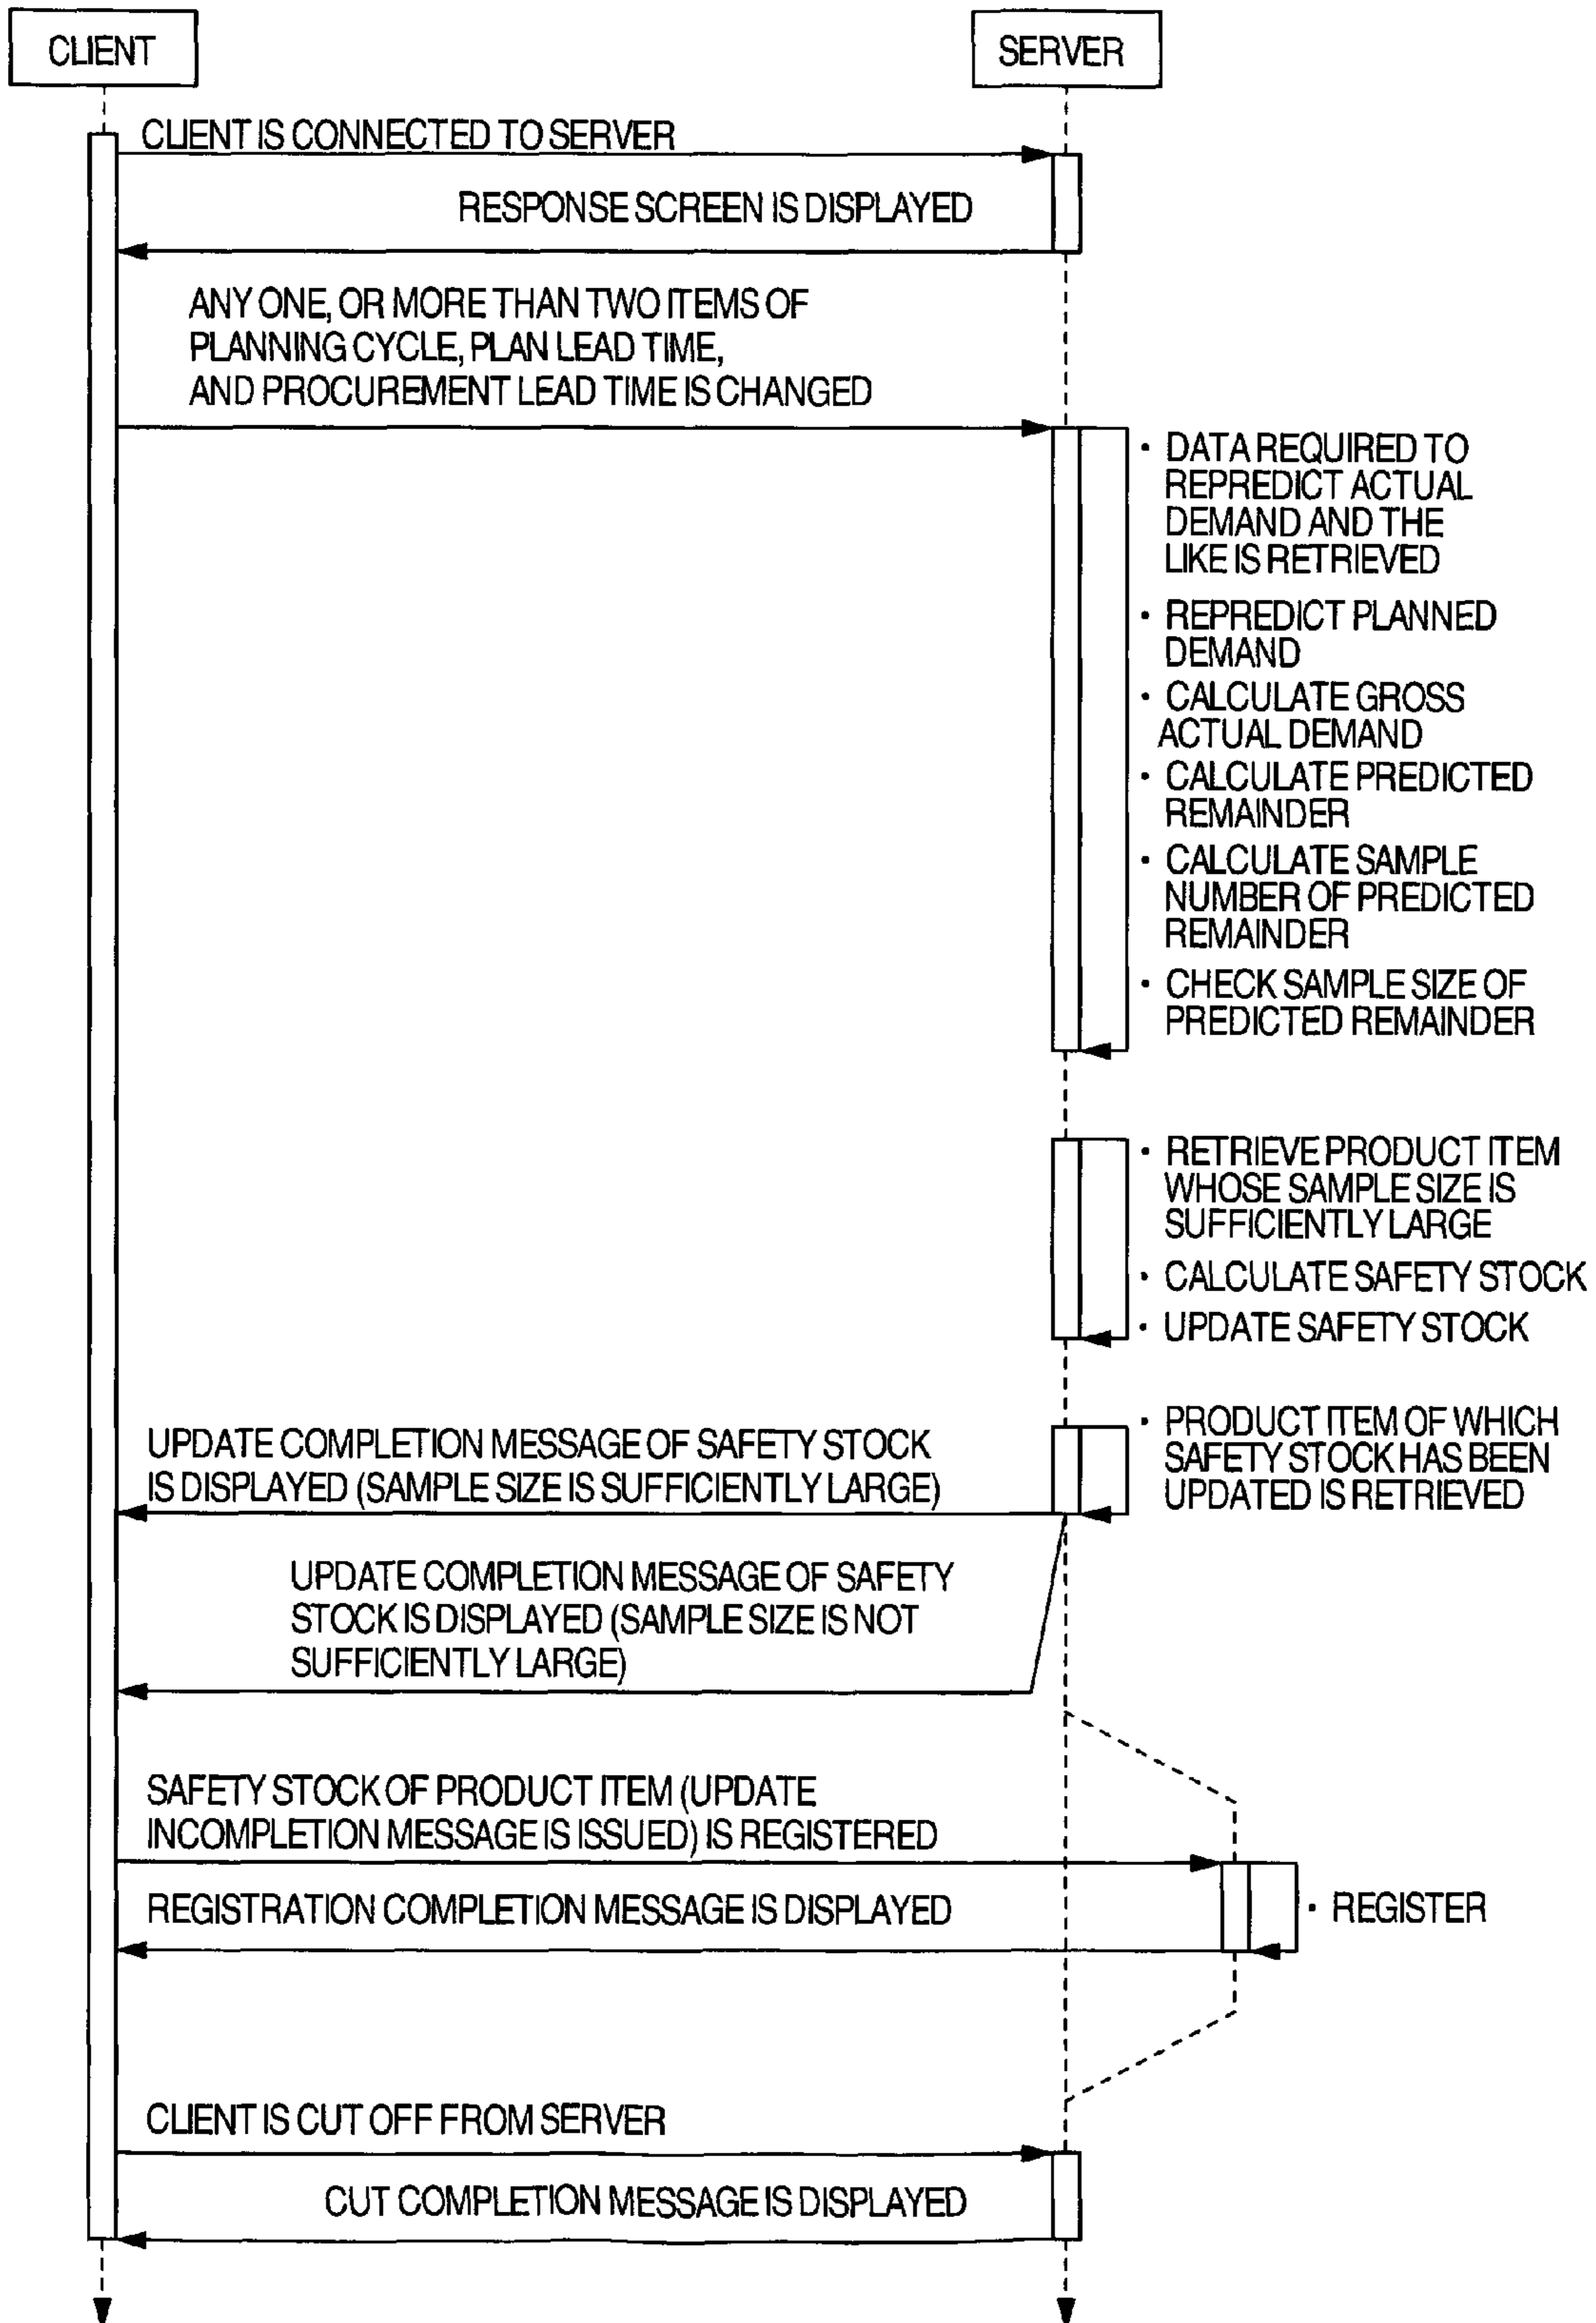 CLIENT
SERVER
CLIENT IS CONNECTED TO SERVER
RESPONSE SCREEN IS DISPLAYED
ANY ONE, OR MORE THAN TWO ITEMS OF
PLANNING CYCLE, PLAN LEAD TIME,
AND PROCUREMENT LEAD TIME IS CHANGED
· DATA REQUIRED TO
REPREDICT ACTUAL
DEMAND AND THE
LIKE IS RETRIEVED
· REPREDICT PLANNED
DEMAND
· CALCULATE GROSS
ACTUAL DEMAND
· CALCULATE PREDICTED
REMAINDER
· CALCULATE SAMPLE
NUMBER OF PREDICTED
REMAINDER
· CHECK SAMPLE SIZE OF
PREDICTED REMAINDER
· RETRIEVE PRODUCT ITEM
WHOSE SAMPLE SIZE IS
SUFFICIENTLY LARGE
· CALCULATE SAFETY STOCK
· UPDATE SAFETY STOCK
· PRODUCT ITEM OF WHICH
SAFETY STOCK HAS BEEN
UPDATED IS RETRIEVED
UPDATE COMPLETION MESSAGE OF SAFETY STOCK
IS DISPLAYED (SAMPLE SIZE IS SUFFICIENTLY LARGE)
UPDATE COMPLETION MESSAGE OF SAFETY
STOCK IS DISPLAYED (SAMPLE SIZE IS NOT
SUFFICIENTLY LARGE)
SAFETY STOCK OF PRODUCT ITEM (UPDATE
INCOMPLETION MESSAGE IS ISSUED) IS REGISTERED
REGISTRATION COMPLETION MESSAGE IS DISPLAYED
· REGISTER
CLIENT IS CUT OFF FROM SERVER
CUT COMPLETION MESSAGE IS DISPLAYED